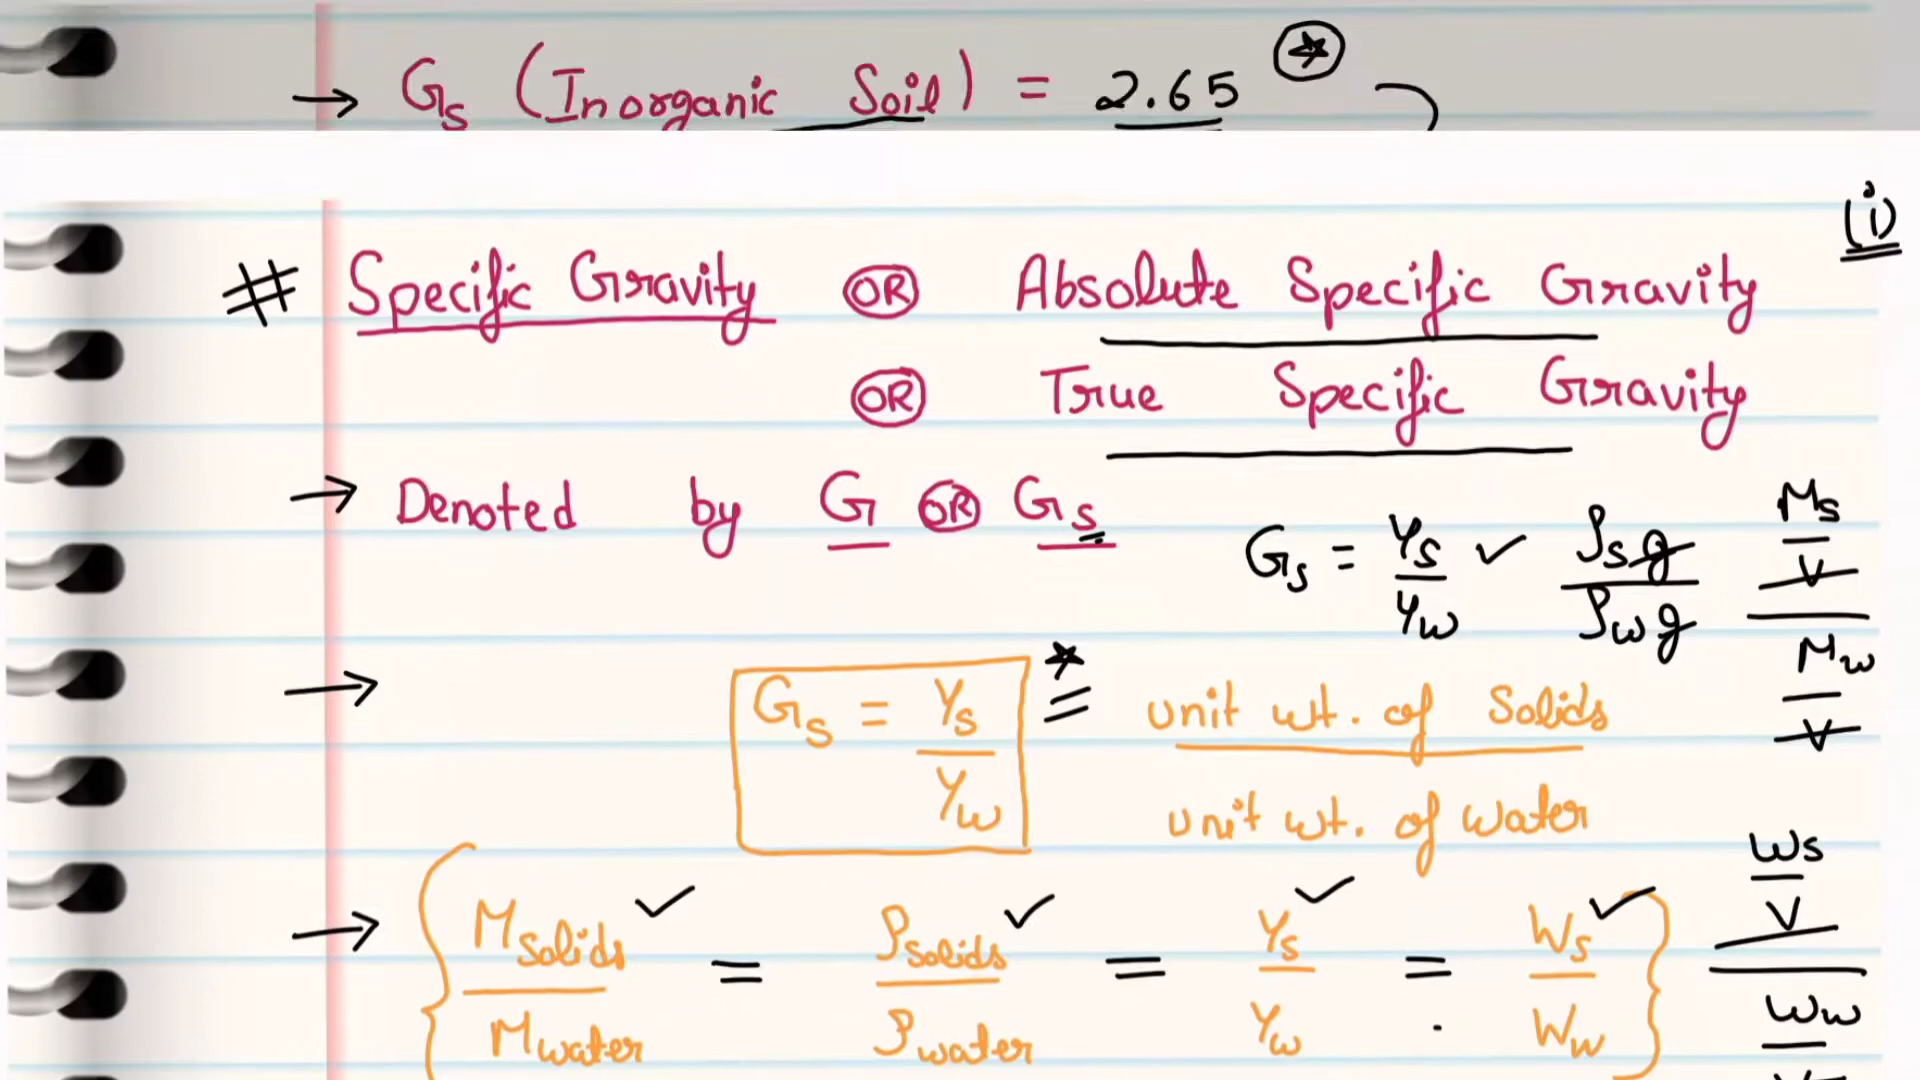 → Gs (Inorganic Soil) = 2.65 ☆
(i)
# Specific Gravity OR Absolute Specific Gravity
OR True Specific Gravity
→ Denoted by G OR Gs
Gs = γs/γw ✓ ρsg/ρwg Ms/V / Mw/V
→ Gs = γs/γw ☆ = unit wt. of Solids / unit wt. of water
→ { Msolids/Mwater ✓ = ρsolids/ρwater ✓ = γs/γw ✓ = Ws/Ww ✓ }
Ws/V / Ww/V